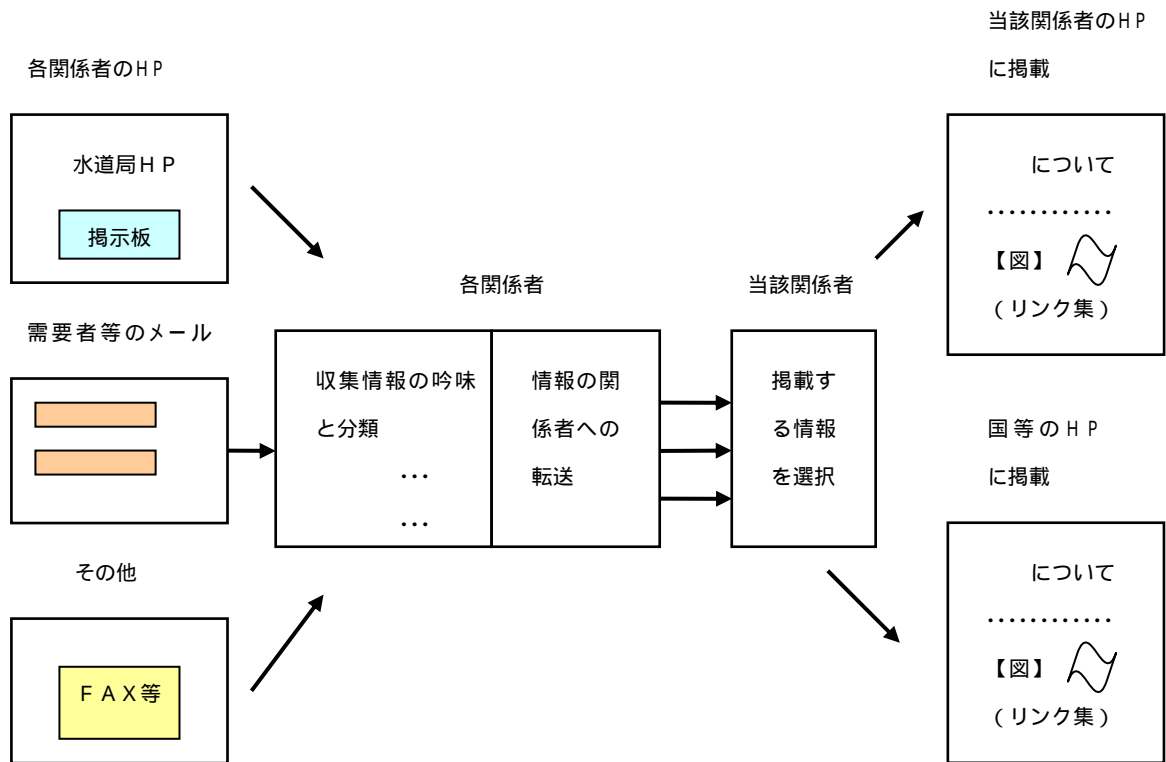 各関係者のHP
水道局HP
掲示板
需要者等のメール
その他
FAX等
各関係者
収集情報の吟味
と分類
…
…
情報の関
係者への
転送
当該関係者
掲載す
る情報
を選択
当該関係者のHP
に掲載
について
…………
【図】
(リンク集)
国等のHP
に掲載
について
…………
【図】
(リンク集)